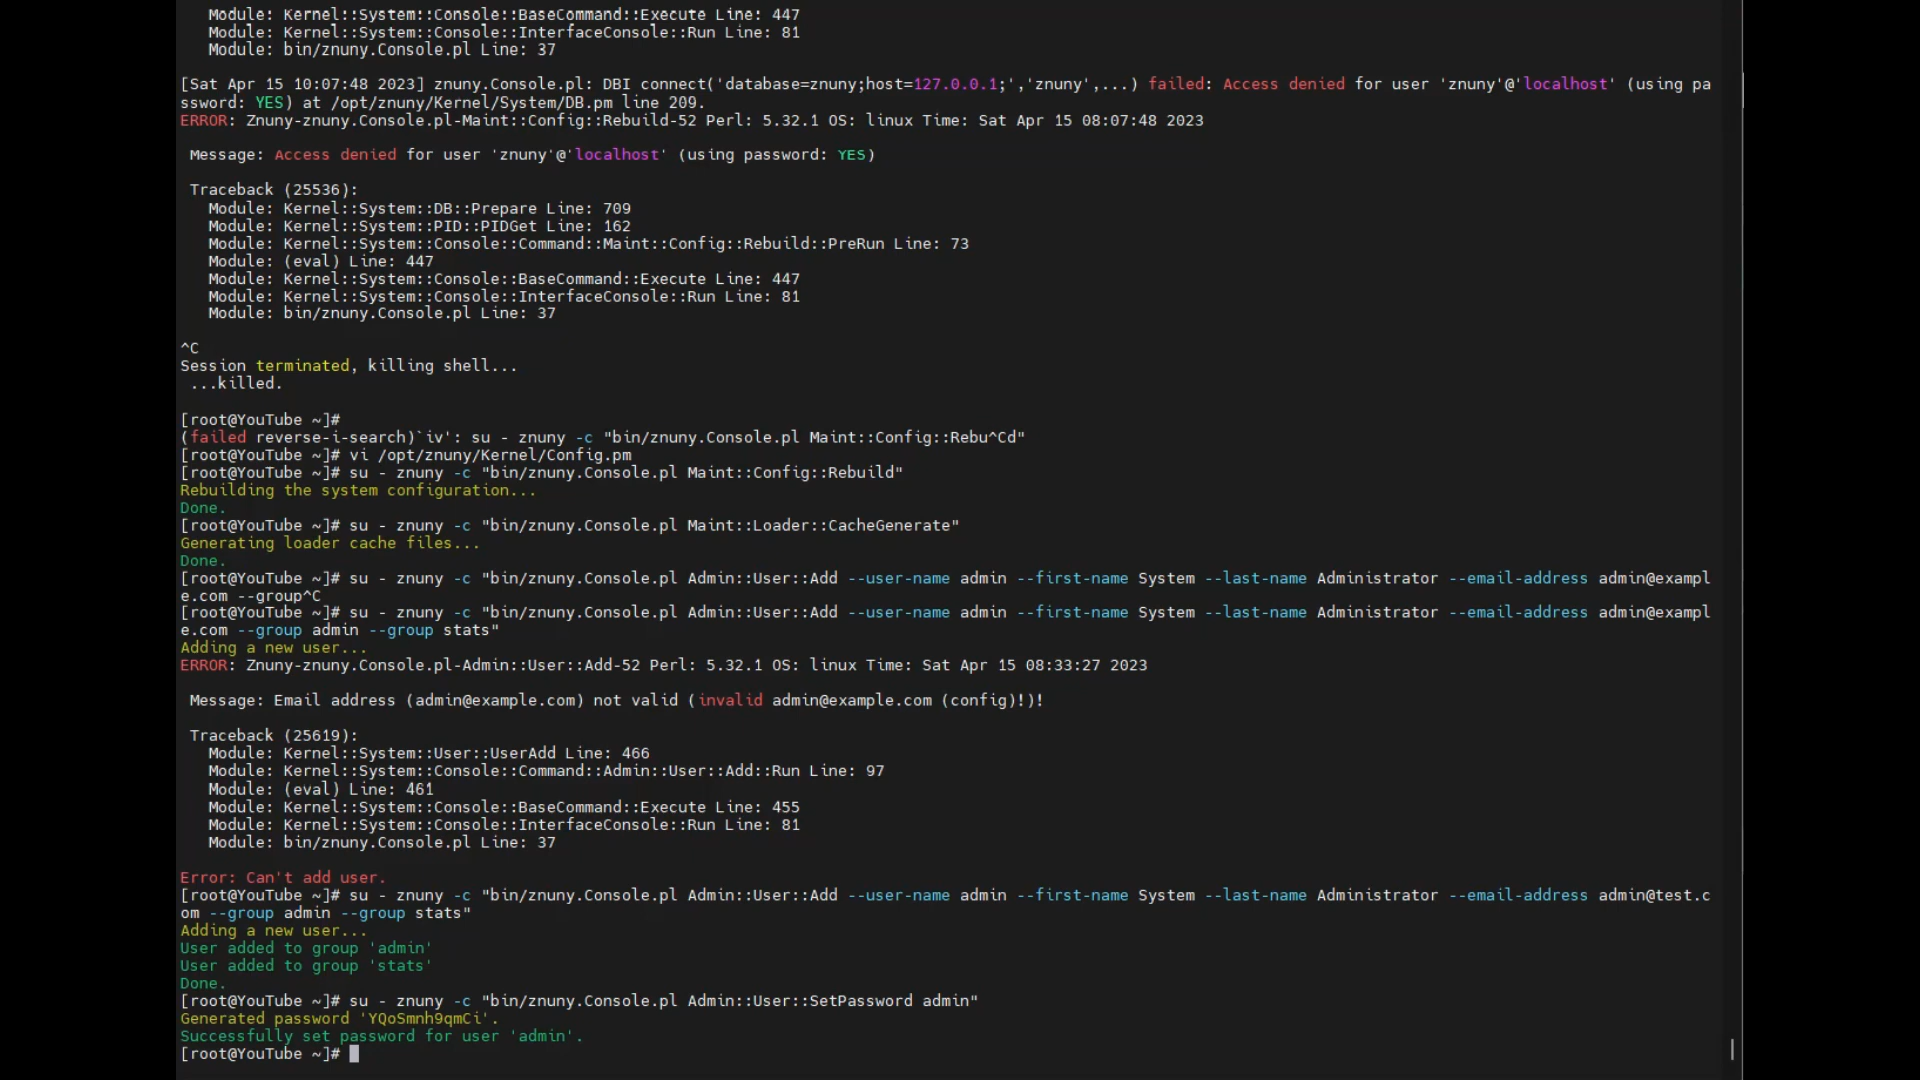 Module: Kernel::System::Console::BaseCommand::Execute Line: 447
Module: Kernel::System::Console::InterfaceConsole::Run Line: 81
Module: bin/znuny.Console.pl Line: 37
[Sat Apr 15 10:07:48 2023] znuny.Console.pl: DBI connect('database=znuny;host=127.0.0.1;','znuny',...) failed: Access denied for user 'znuny'@'localhost' (using pa
ssword: YES) at /opt/znuny/Kernel/System/DB.pm line 209.
ERROR: Znuny-znuny.Console.pl-Maint::Config::Rebuild-52 Perl: 5.32.1 OS: linux Time: Sat Apr 15 08:07:48 2023
Message: Access denied for user 'znuny'@'localhost' (using password: YES)
Traceback (25536):
Module: Kernel::System::DB::Prepare Line: 709
Module: Kernel::System::PID::PIDGet Line: 162
Module: Kernel::System::Console::Command::Maint::Config::Rebuild::PreRun Line: 73
Module: (eval) Line: 447
Module: Kernel::System::Console::BaseCommand::Execute Line: 447
Module: Kernel::System::Console::InterfaceConsole::Run Line: 81
Module: bin/znuny.Console.pl Line: 37
^C
Session terminated, killing shell...
...killed.
[root@YouTube ~]#
(failed reverse-i-search)`iv': su - znuny -c "bin/znuny.Console.pl Maint::Config::Rebu^Cd"
[root@YouTube ~]# vi /opt/znuny/Kernel/Config.pm
[root@YouTube ~]# su - znuny -c "bin/znuny.Console.pl Maint::Config::Rebuild"
Rebuilding the system configuration...
Done.
[root@YouTube ~]# su - znuny -c "bin/znuny.Console.pl Maint::Loader::CacheGenerate"
Generating loader cache files...
Done.
[root@YouTube ~]# su - znuny -c "bin/znuny.Console.pl Admin::User::Add --user-name admin --first-name System --last-name Administrator --email-address admin@exampl
e.com --group^C
[root@YouTube ~]# su - znuny -c "bin/znuny.Console.pl Admin::User::Add --user-name admin --first-name System --last-name Administrator --email-address admin@exampl
e.com --group admin --group stats"
Adding a new user...
ERROR: Znuny-znuny.Console.pl-Admin::User::Add-52 Perl: 5.32.1 OS: linux Time: Sat Apr 15 08:33:27 2023
Message: Email address (admin@example.com) not valid (invalid admin@example.com (config)!)!
Traceback (25619):
Module: Kernel::System::User::UserAdd Line: 466
Module: Kernel::System::Console::Command::Admin::User::Add::Run Line: 97
Module: (eval) Line: 461
Module: Kernel::System::Console::BaseCommand::Execute Line: 455
Module: Kernel::System::Console::InterfaceConsole::Run Line: 81
Module: bin/znuny.Console.pl Line: 37
Error: Can't add user.
[root@YouTube ~]# su - znuny -c "bin/znuny.Console.pl Admin::User::Add --user-name admin --first-name System --last-name Administrator --email-address admin@test.c
om --group admin --group stats"
Adding a new user...
User added to group 'admin'
User added to group 'stats'
Done.
[root@YouTube ~]# su - znuny -c "bin/znuny.Console.pl Admin::User::SetPassword admin"
Generated password 'YQoSmnh9qmCi'.
Successfully set password for user 'admin'.
[root@YouTube ~]#